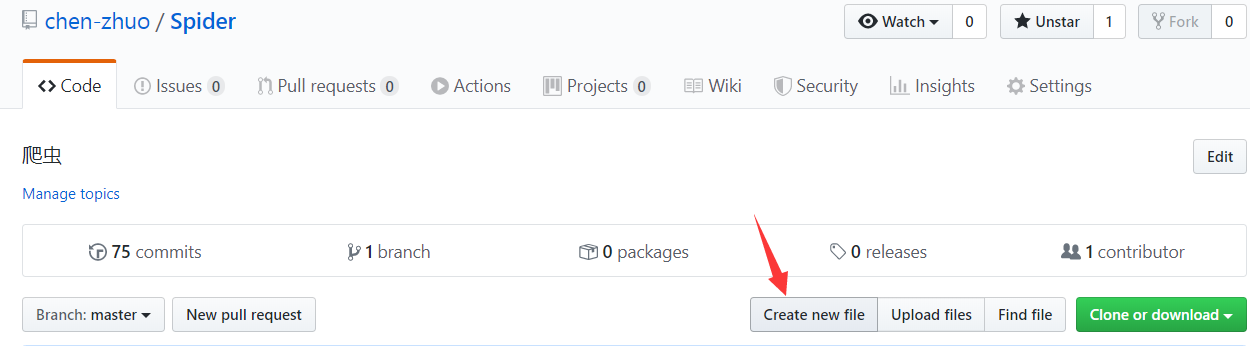 chen-zhuo / Spider
Watch 0 Unstar 1 Fork 0
Code Issues 0 Pull requests 0 Actions Projects 0 Wiki Security Insights Settings
爬虫 Edit
Manage topics
75 commits 1 branch 0 packages 0 releases 1 contributor
Branch: master New pull request Create new file Upload files Find file Clone or download